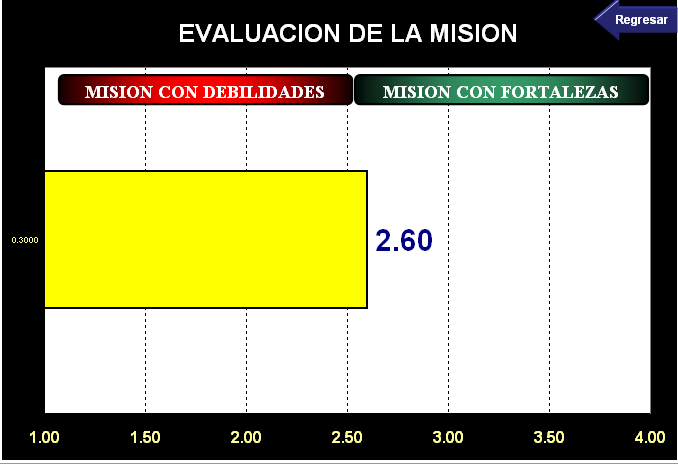 EVALUACION DE LA MISION
Regresar
MISION CON DEBILIDADES
MISION CON FORTALEZAS
0.3000
2.60
1.00 1.50 2.00 2.50 3.00 3.50 4.00